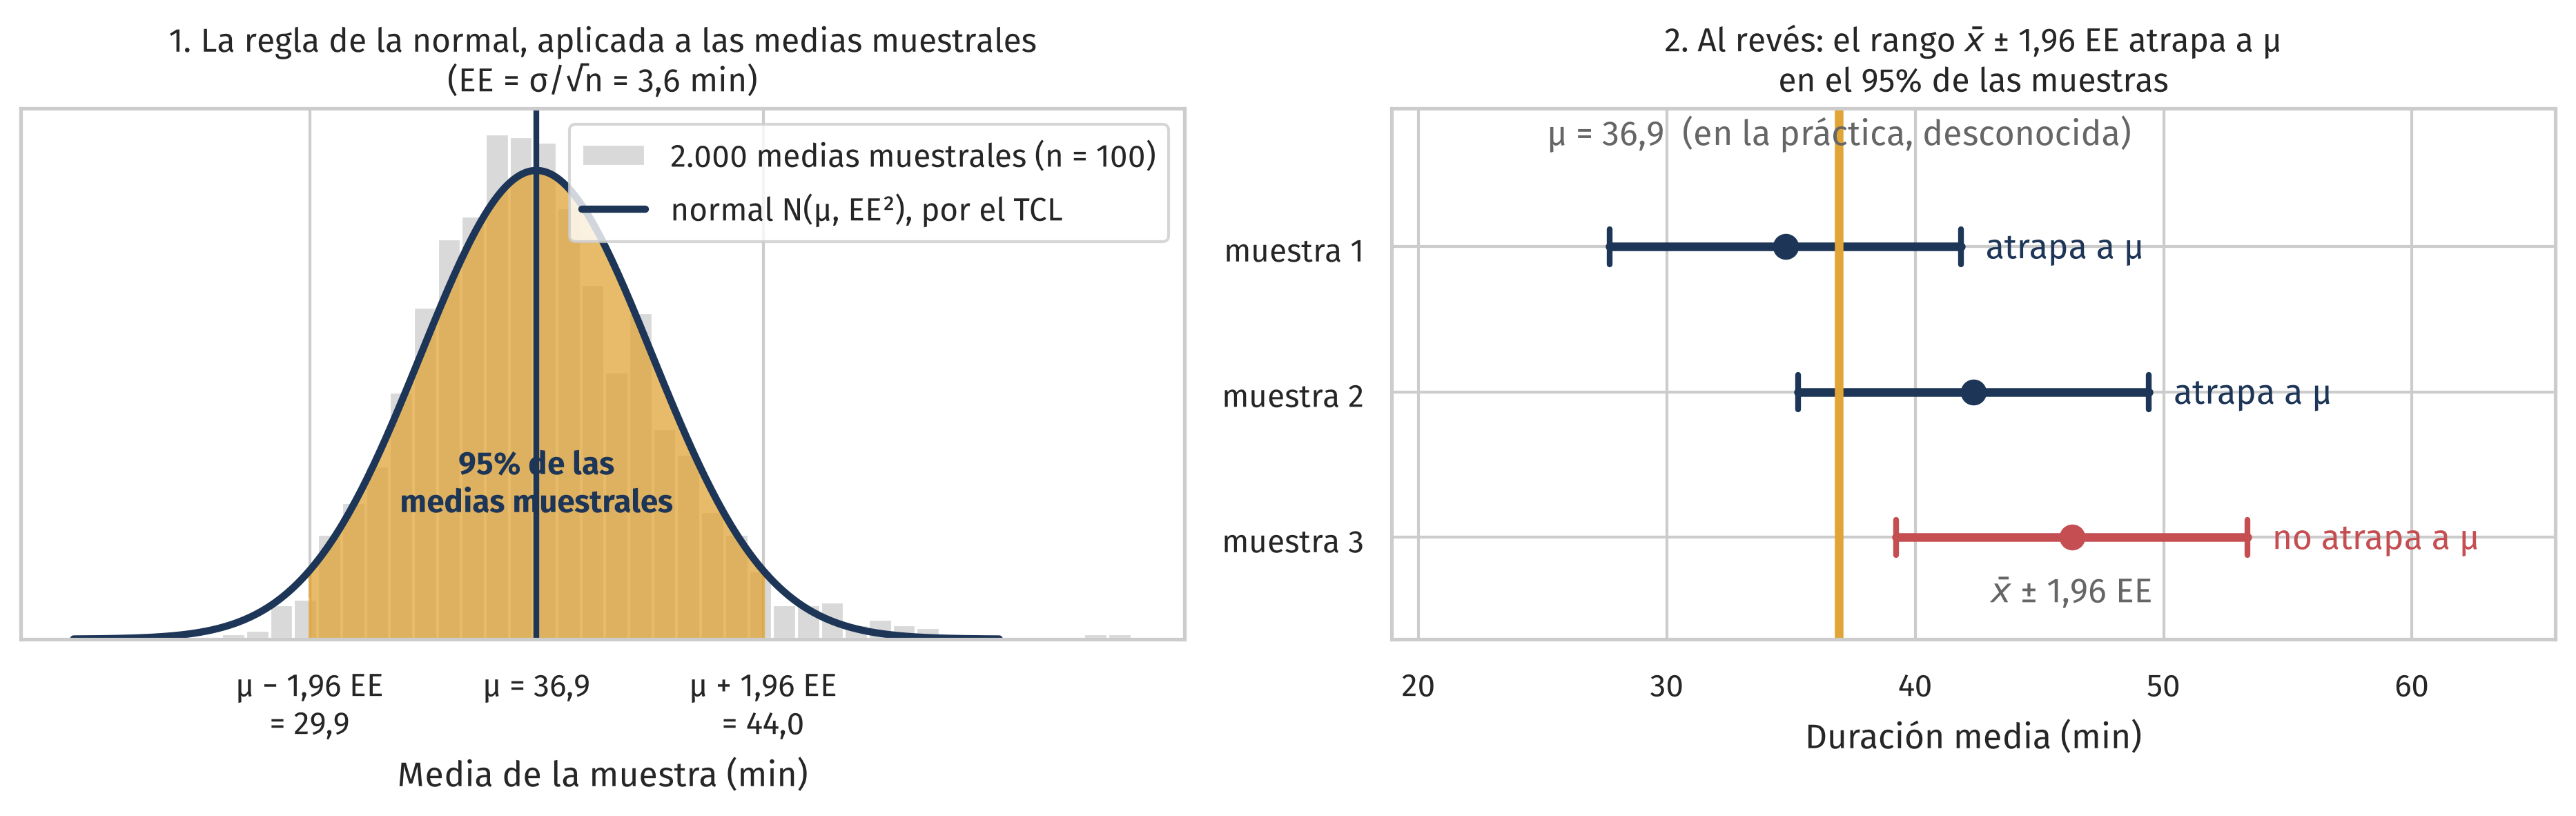 1. La regla de la normal, aplicada a las medias muestrales
(EE = σ/√n = 3,6 min)
2.000 medias muestrales (n = 100)
normal N(μ, EE²), por el TCL
95% de las
medias muestrales
μ − 1,96 EE
= 29,9
μ = 36,9
μ + 1,96 EE
= 44,0
Media de la muestra (min)
2. Al revés: el rango x̄ ± 1,96 EE atrapa a μ
en el 95% de las muestras
μ = 36,9 (en la práctica, desconocida)
muestra 1
atrapa a μ
muestra 2
atrapa a μ
muestra 3
no atrapa a μ
x̄ ± 1,96 EE
20 30 40 50 60
Duración media (min)